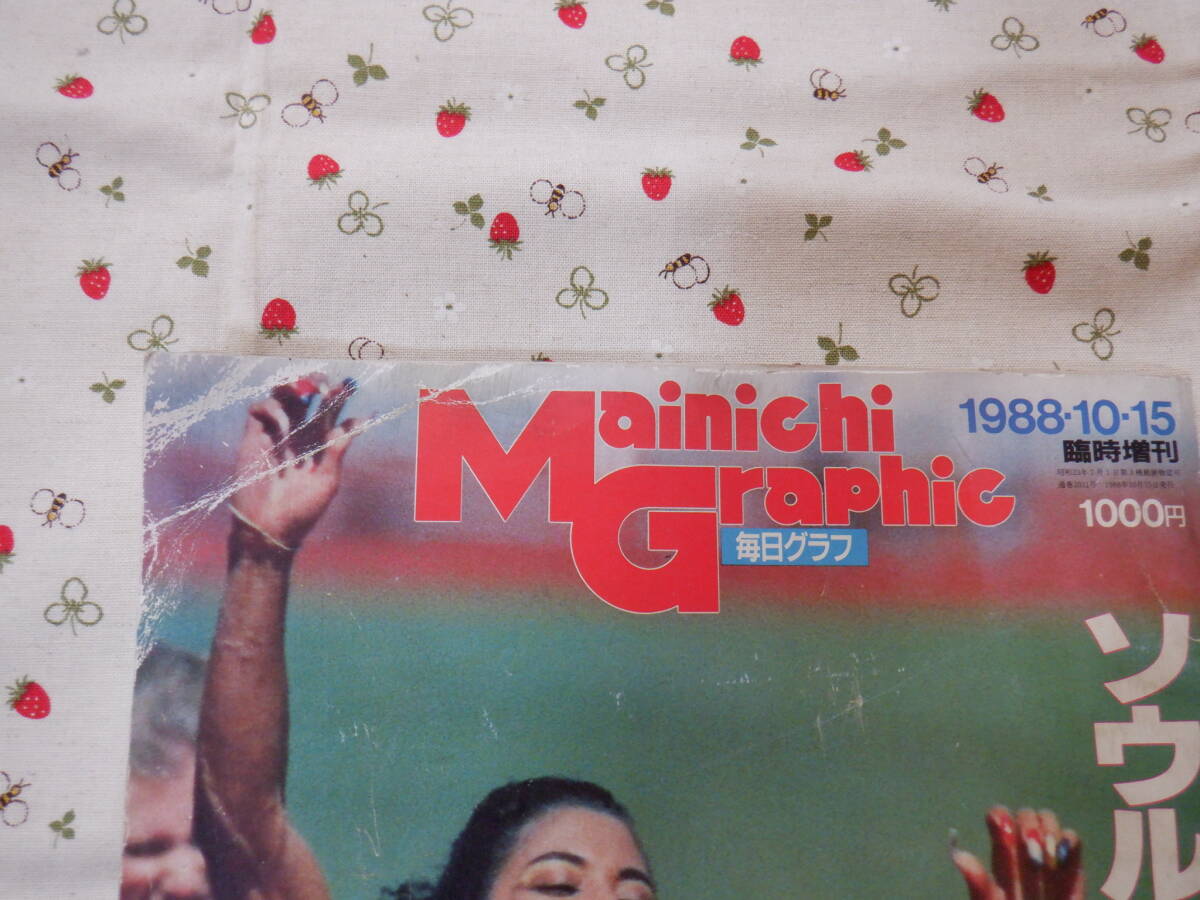 Mainichi
Graphic
毎日グラフ
1988・10・15
臨時増刊
1000円
ソウル